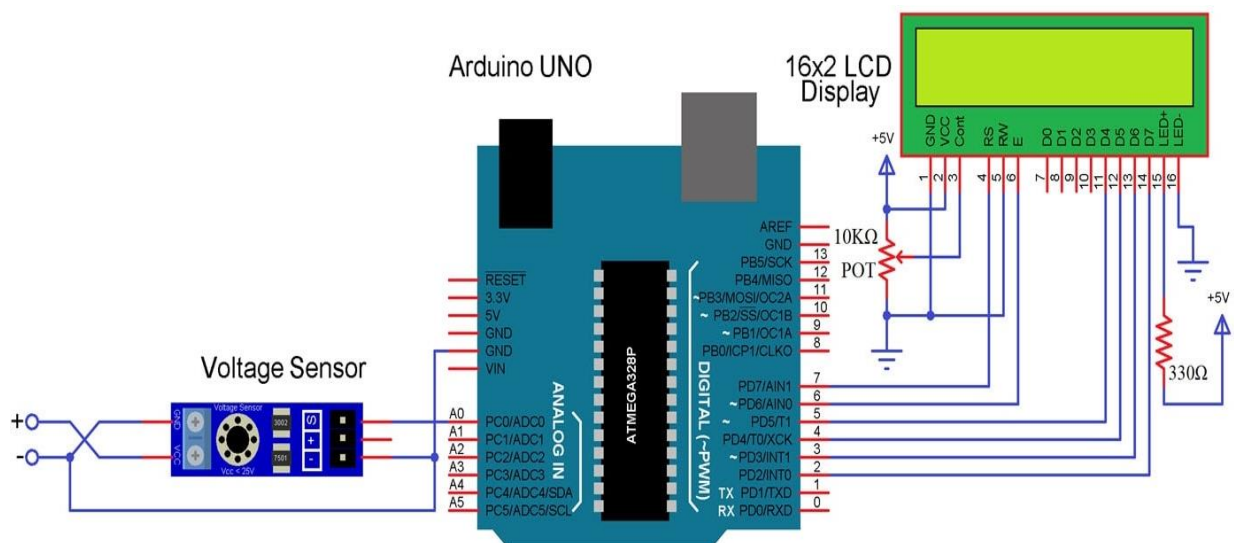 Arduino UNO
16x2 LCD
Display
GND
VCC
Cont
RS
RW
E
D0
D1
D2
D3
D4
D5
D6
D7
LED+
LED-
1
2
3
4
5
6
7
8
9
10
11
12
13
14
15
16
+5V
10KΩ
POT
+5V
330Ω
RESET
3.3V
5V
GND
GND
VIN
AREF
GND
PB5/SCK 13
PB4/MISO 12
~PB3/MOSI/OC2A 11
~ PB2/SS/OC1B 10
~ PB1/OC1A 9
PB0/ICP1/CLKO 8
PD7/AIN1 7
~ PD6/AIN0 6
~ PD5/T1 5
PD4/T0/XCK 4
~ PD3/INT1 3
PD2/INT0 2
TX PD1/TXD 1
RX PD0/RXD 0
ATMEGA328P
DIGITAL (~PWM)
ANALOG IN
A0 PC0/ADC0
A1 PC1/ADC1
A2 PC2/ADC2
A3 PC3/ADC3
A4 PC4/ADC4/SDA
A5 PC5/ADC5/SCL
Voltage Sensor
+
-
GND
VCC
Voltage Sensor
Vcc < 25V
3002
7501
S
+
-